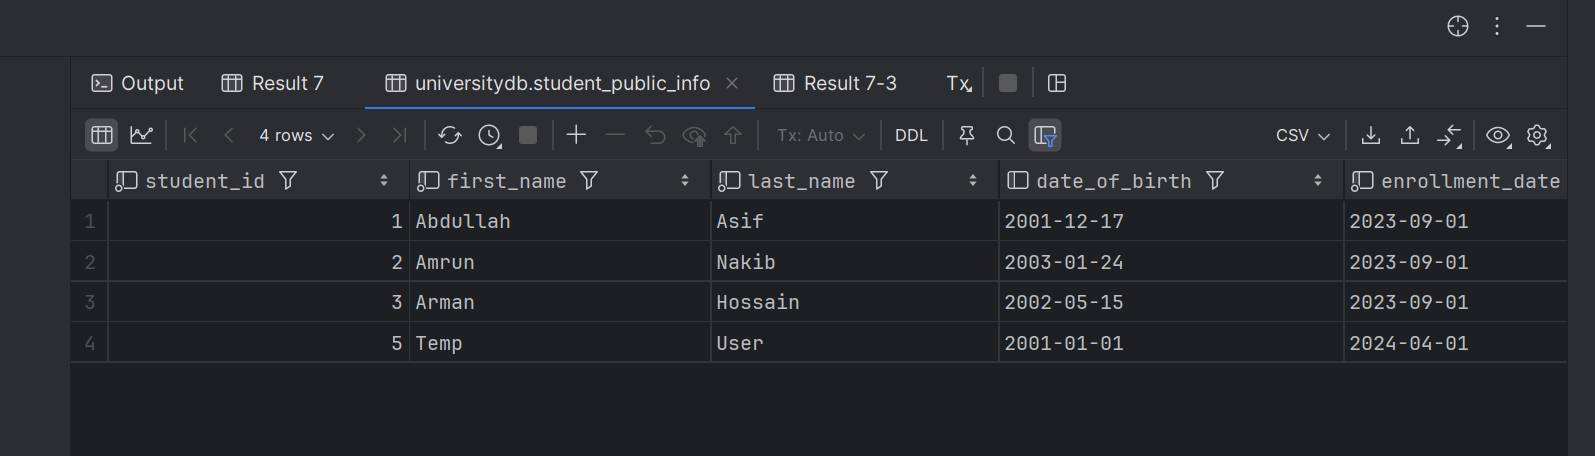 Output Result 7 universitydb.student_public_info Result 7-3 Tx
4 rows Tx: Auto DDL CSV
student_id first_name last_name date_of_birth enrollment_date
1 1 Abdullah Asif 2001-12-17 2023-09-01
2 2 Amrun Nakib 2003-01-24 2023-09-01
3 3 Arman Hossain 2002-05-15 2023-09-01
4 5 Temp User 2001-01-01 2024-04-01